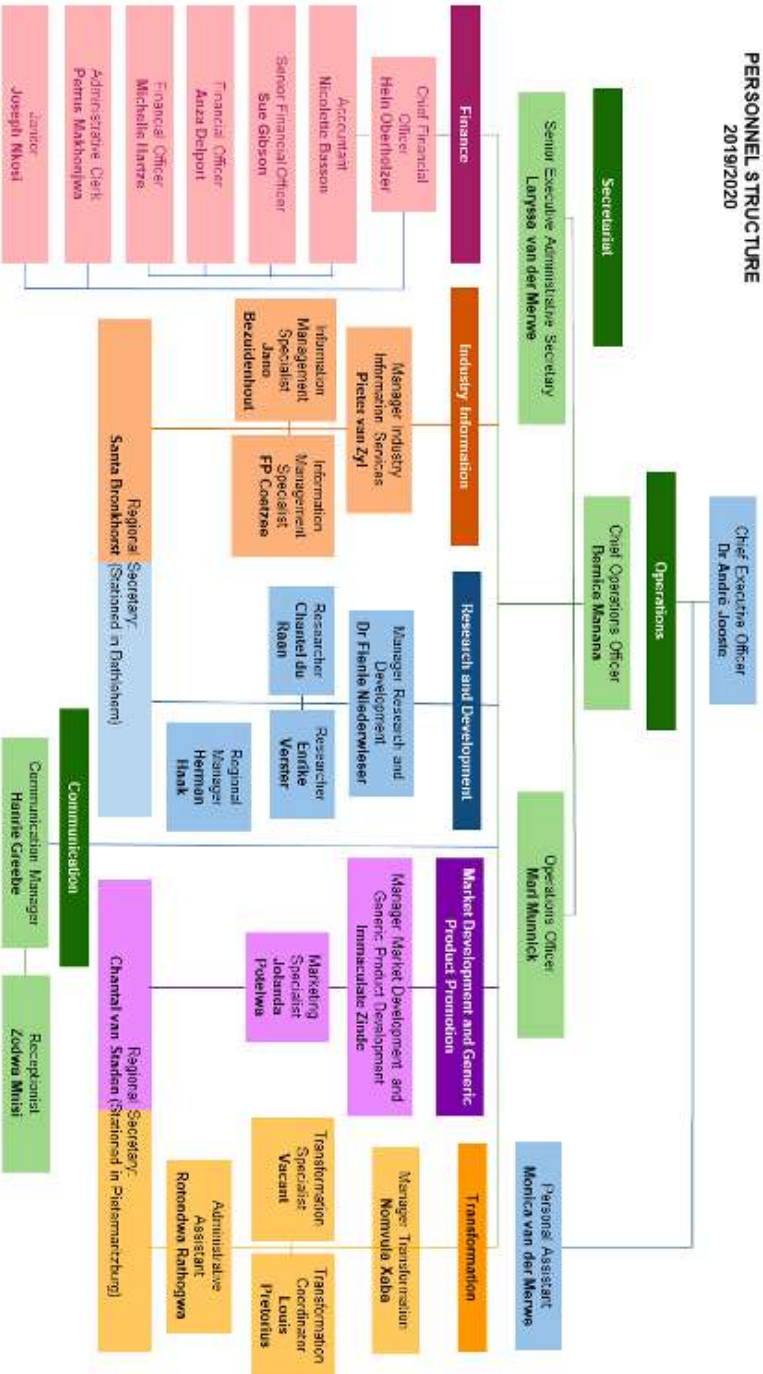 PERSONNEL STRUCTURE
2019/2020
Chief Executive Officer
Dr André Jooste
Personal Assistant
Monica van der Merwe
Secretariat
Operations
Senior Executive Administrative Secretary
Laryssa van der Merwe
Chief Operations Officer
Bernice Manana
Operations Officer
Mari Munnick
Finance
Industry Information
Research and Development
Market Development and Generic
Product Promotion
Transformation
Chief Financial
Officer
Hein Oberholzer
Accountant
Nicolette Basson
Senior Financial Officer
Sue Gibson
Financial Officer
Anza Delport
Financial Officer
Michelle Hartze
Administrative Clerk
Petrus Makhonjwa
Janitor
Joseph Nkosi
Manager Industry
Information Services
Pieter van Zyl
Information
Management
Specialist
Jano
Bezuidenhout
Information
Management
Specialist
FP Coetzee
Manager Research and
Development
Dr Flenie Niederwieser
Researcher
Chantel du
Raan
Researcher
Emrike
Verster
Regional
Manager
Herman
Haak
Regional Secretary:
Santa Bronkhorst (Stationed in Bethlehem)
Manager Market Development and
Generic Product Development
Immaculate Zinde
Marketing
Specialist
Jolanda
Potelwa
Manager Transformation
Nomvula Xaba
Transformation
Specialist
Vacant
Transformation
Coordinator
Louis
Pretorius
Administrative
Assistant
Rotondwa Rathogwa
Regional Secretary:
Chantal van Staden (Stationed in Pietermaritzburg)
Communication
Communication Manager
Hanrie Greebe
Receptionist
Zodwa Mnisi